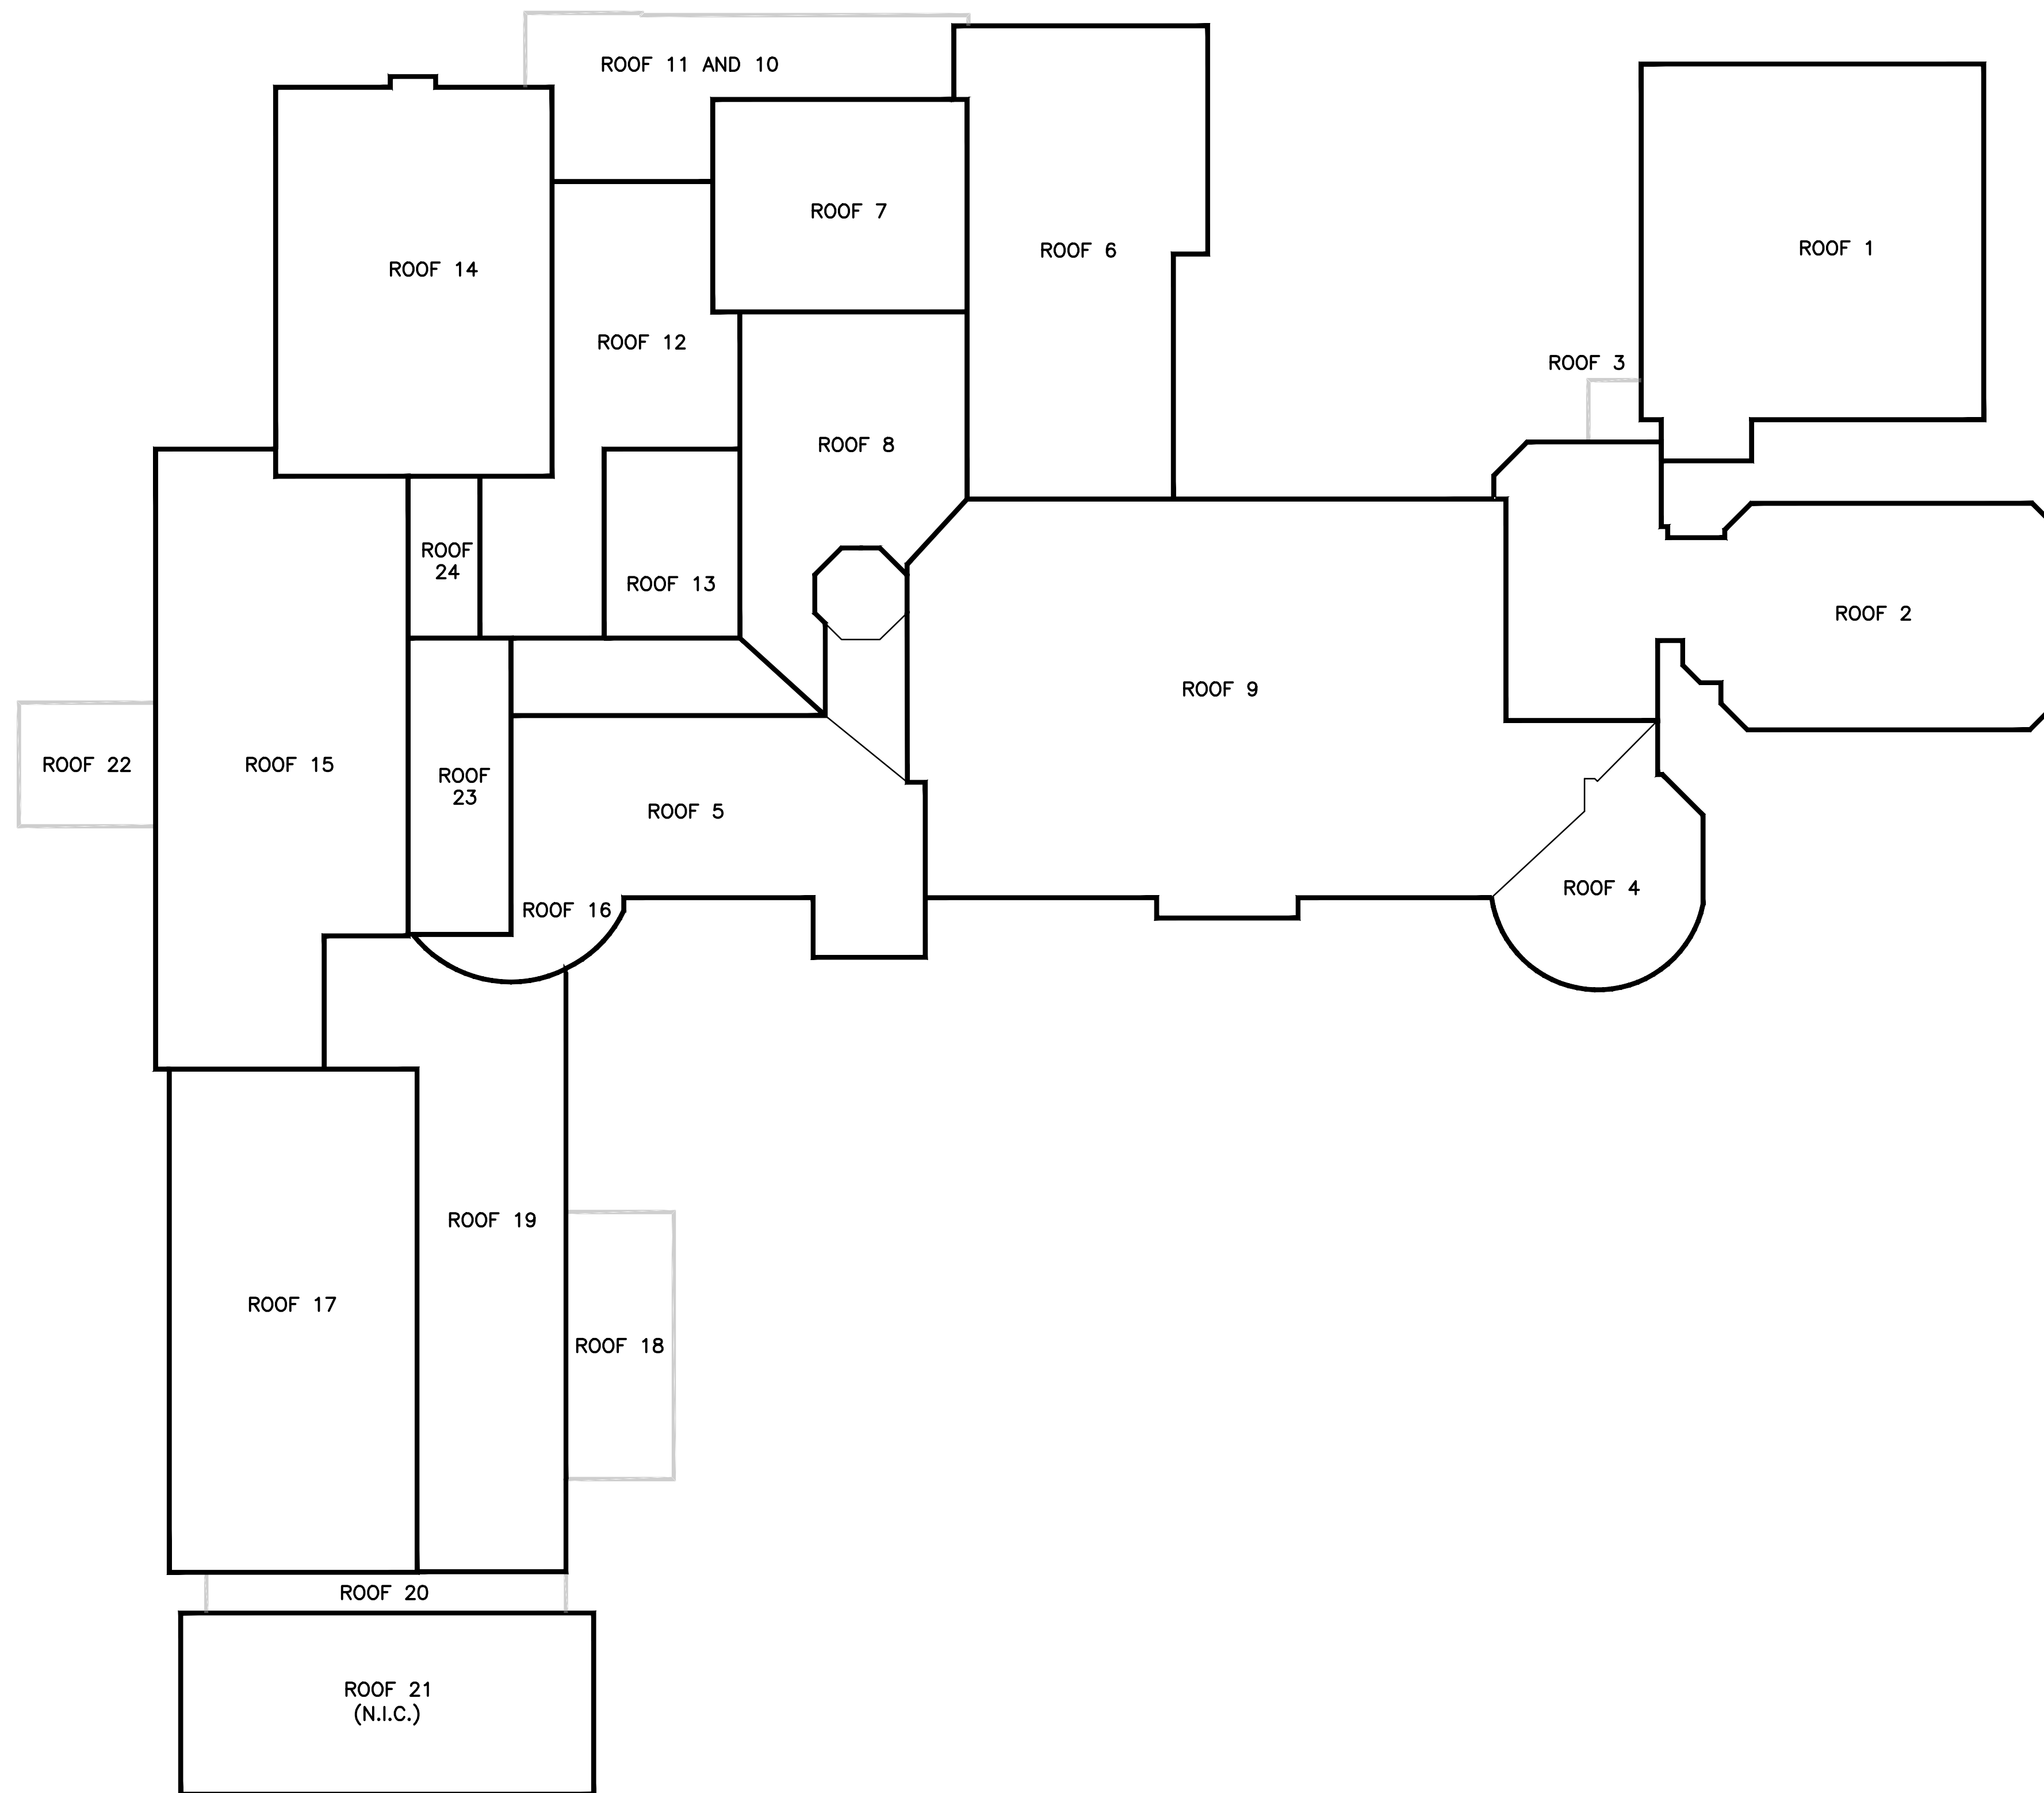 ROOF 11 AND 10
ROOF 7
ROOF 6
ROOF 1
ROOF 14
ROOF 12
ROOF 3
ROOF 8
ROOF
24
ROOF 13
ROOF 2
ROOF 9
ROOF 22
ROOF 15
ROOF
23
ROOF 5
ROOF 4
ROOF 16
ROOF 19
ROOF 17
ROOF 18
ROOF 20
ROOF 21
(N.I.C.)